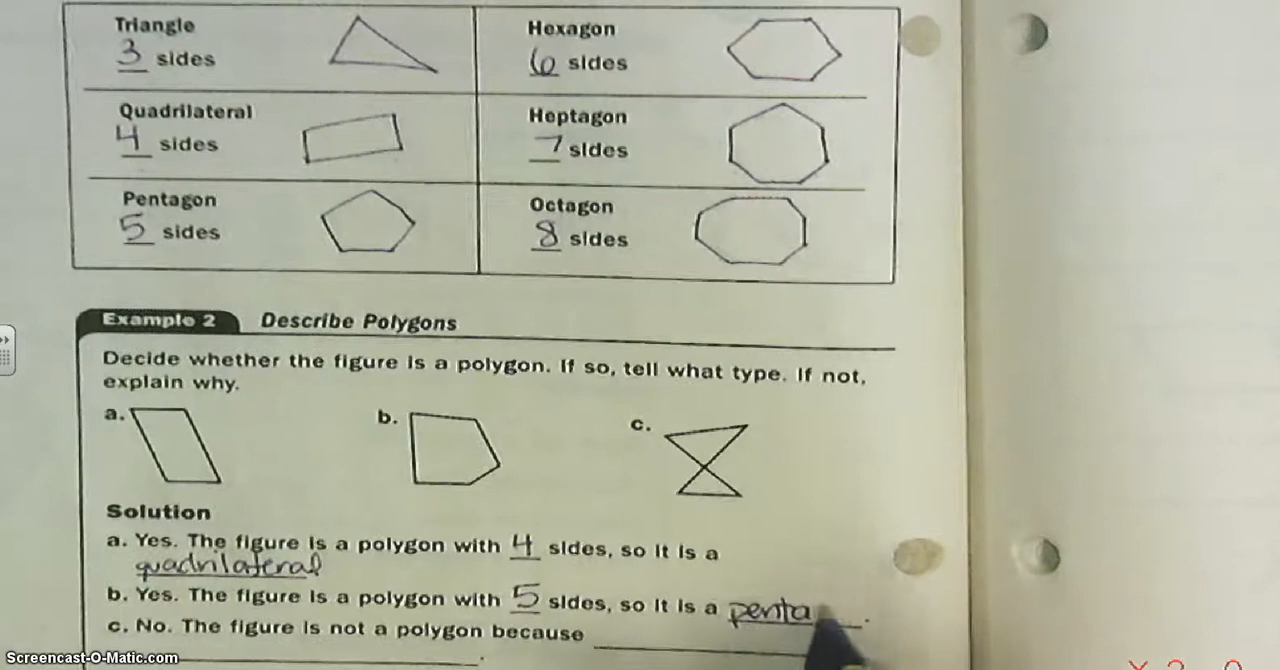 Triangle
3 sides
Hexagon
6 sides
Quadrilateral
4 sides
Heptagon
7 sides
Pentagon
5 sides
Octagon
8 sides
Example 2 Describe Polygons
Decide whether the figure is a polygon. If so, tell what type. If not,
explain why.
a.
b.
c.
Solution
a. Yes. The figure is a polygon with 4 sides, so it is a
quadrilateral
b. Yes. The figure is a polygon with 5 sides, so it is a penta .
c. No. The figure is not a polygon because
.
Screencast-O-Matic.com